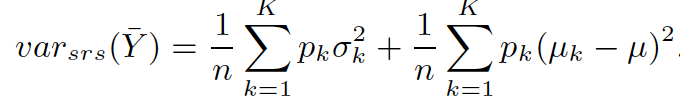 $var_{srs}(\bar{Y}) = \frac{1}{n} \sum_{k=1}^{K} p_k \sigma_k^2 + \frac{1}{n} \sum_{k=1}^{K} p_k (\mu_k - \mu)^2.$